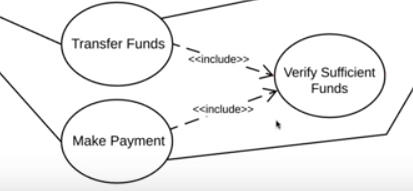 Transfer Funds
<<include>>
Verify Sufficient
Funds
<<include>>
Make Payment